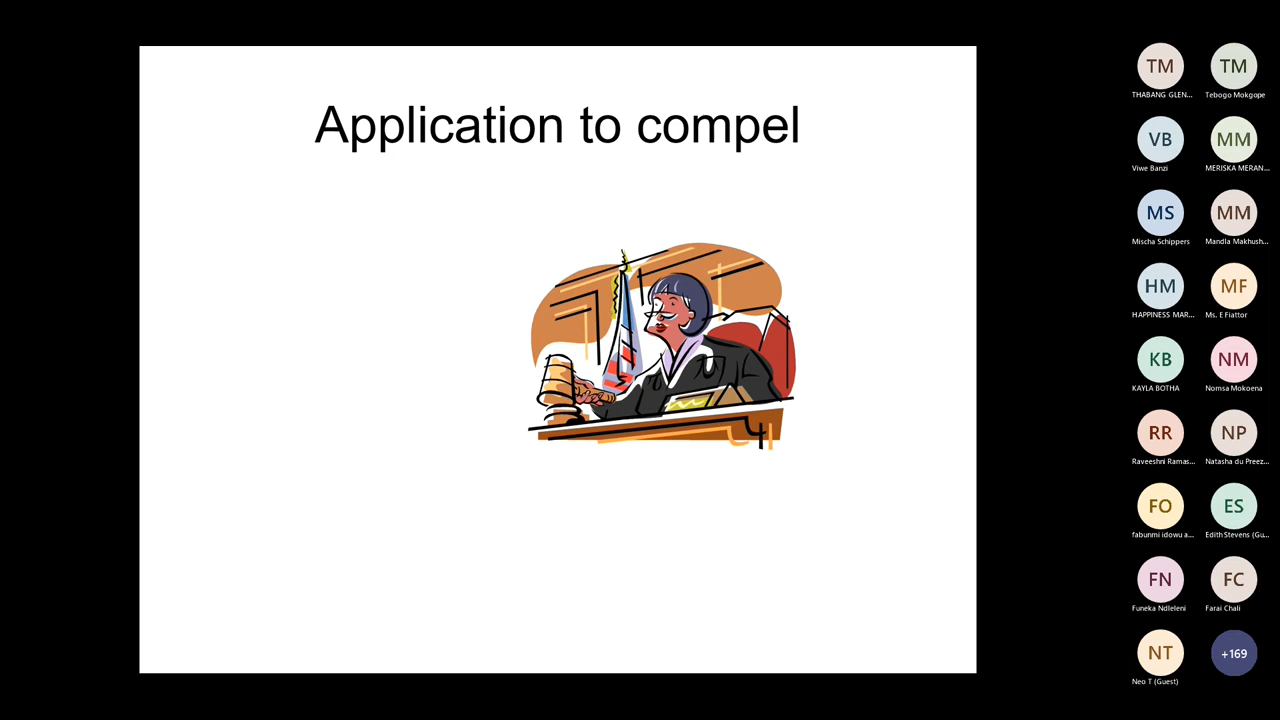 Application to compel
TM
THABANG GLEN...
TM
Tebogo Mokgope
VB
Viwe Banzi
MM
MERISKA MERAN...
MS
Mischa Schippers
MM
Mandla Makhush...
HM
HAPPINESS MAR...
MF
Ms. E Fiattor
KB
KAYLA BOTHA
NM
Nomsa Mokoena
RR
Raveeshni Ramas...
NP
Natasha du Preez...
FO
fabunmi idowu a...
ES
Edith Stevens (Gu...
FN
Funeka Ndleleni
FC
Farai Chali
NT
Neo T (Guest)
+169